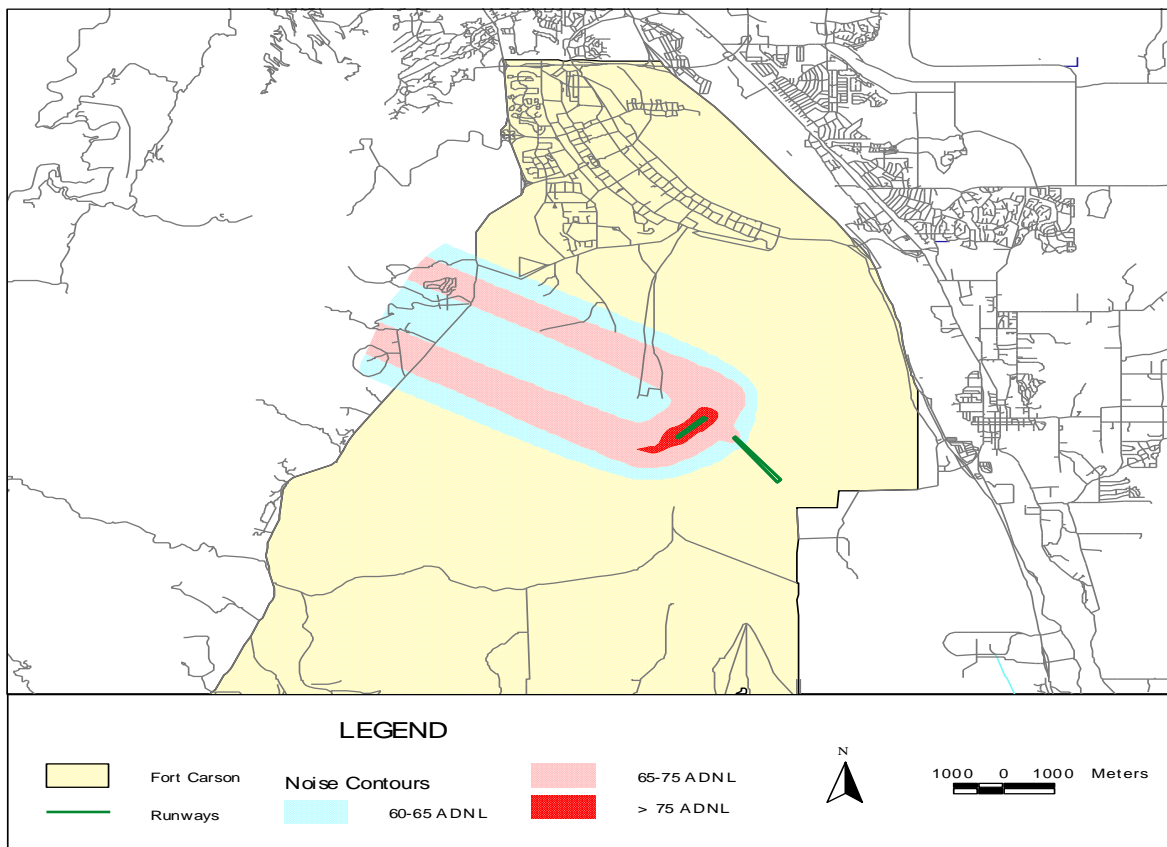 LEGEND
Fort Carson
Runways
Noise Contours
60-65 ADNL
65-75 ADNL
> 75 ADNL
N
1000 0 1000 Meters